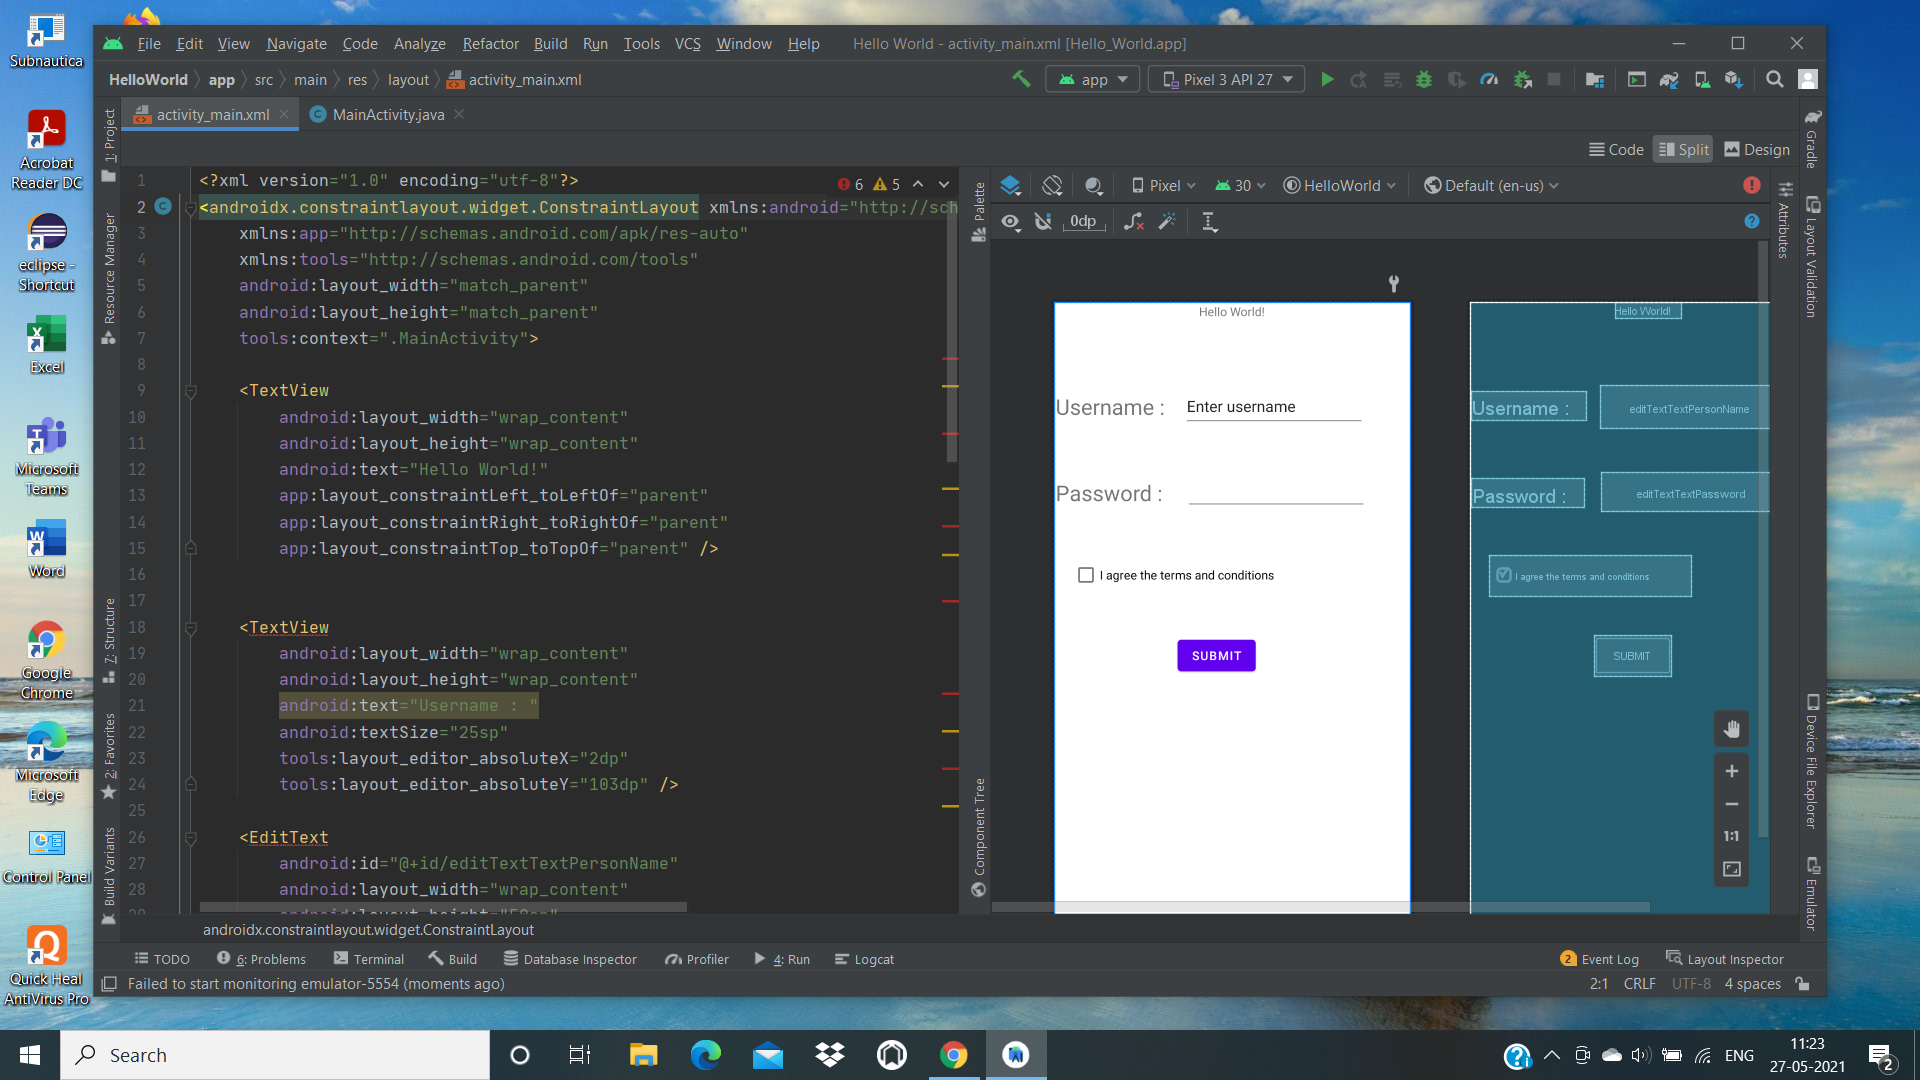 Subnautica
Acrobat
Reader DC
eclipse -
Shortcut
Excel
Microsoft
Teams
Word
Google
Chrome
Microsoft
Edge
Control Panel
Quick Heal
AntiVirus Pro
File Edit View Navigate Code Analyze Refactor Build Run Tools VCS Window Help Hello World - activity_main.xml [Hello_World.app]
HelloWorld app src main res layout activity_main.xml app Pixel 3 API 27
activity_main.xml MainActivity.java
Code Split Design
1: Project
Resource Manager
7: Structure
2: Favorites
Build Variants
6 5
1 <?xml version="1.0" encoding="utf-8"?>
2 <androidx.constraintlayout.widget.ConstraintLayout xmlns:android="http://sch
3 xmlns:app="http://schemas.android.com/apk/res-auto"
4 xmlns:tools="http://schemas.android.com/tools"
5 android:layout_width="match_parent"
6 android:layout_height="match_parent"
7 tools:context=".MainActivity">
8
9 <TextView
10 android:layout_width="wrap_content"
11 android:layout_height="wrap_content"
12 android:text="Hello World!"
13 app:layout_constraintLeft_toLeftOf="parent"
14 app:layout_constraintRight_toRightOf="parent"
15 app:layout_constraintTop_toTopOf="parent" />
16
17
18 <TextView
19 android:layout_width="wrap_content"
20 android:layout_height="wrap_content"
21 android:text="Username : "
22 android:textSize="25sp"
23 tools:layout_editor_absoluteX="2dp"
24 tools:layout_editor_absoluteY="103dp" />
25
26 <EditText
27 android:id="@+id/editTextTextPersonName"
28 android:layout_width="wrap_content"
Palette
Component Tree
Pixel 30 HelloWorld Default (en-us)
0dp
Hello World!
Username : Enter username
Password :
I agree the terms and conditions
SUBMIT
Hello World!
Username : editTextTextPersonName
Password : editTextTextPassword
I agree the terms and conditions
SUBMIT
1:1
Attributes
Gradle
Layout Validation
Device File Explorer
Emulator
androidx.constraintlayout.widget.ConstraintLayout
TODO 6: Problems Terminal Build Database Inspector Profiler 4: Run Logcat 2 Event Log Layout Inspector
Failed to start monitoring emulator-5554 (moments ago) 2:1 CRLF UTF-8 4 spaces
Search
ENG
11:23
27-05-2021
2